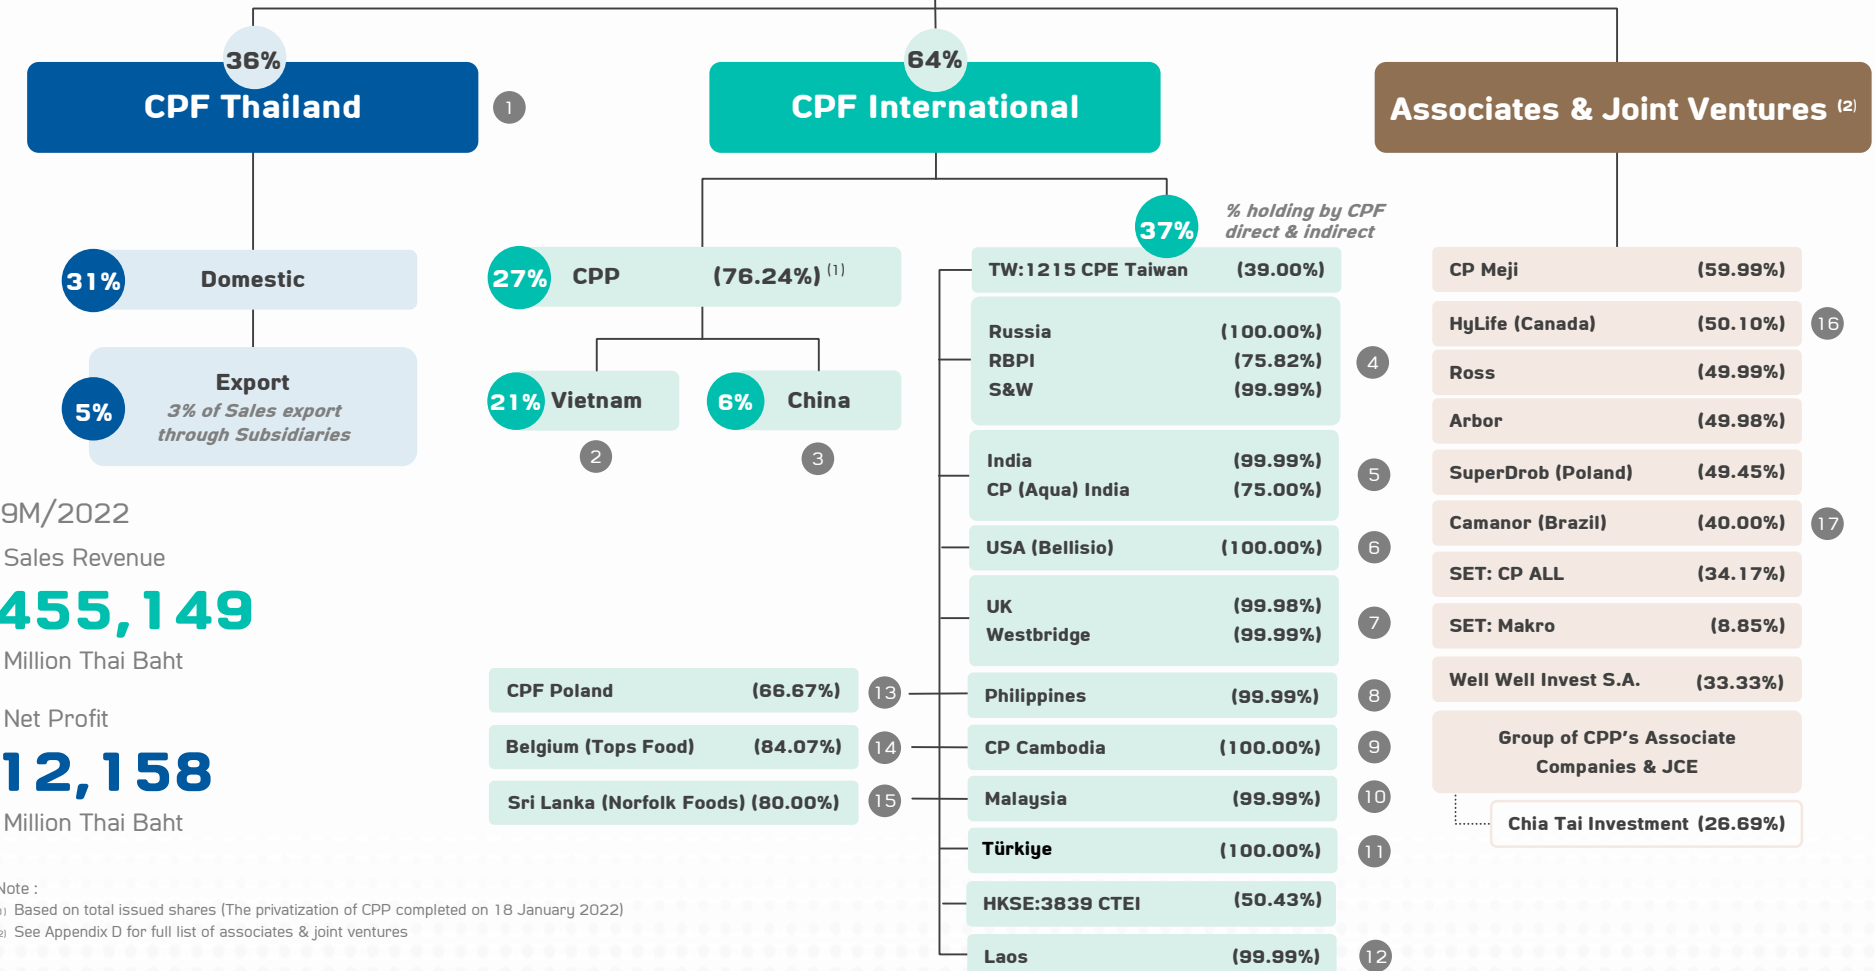 36%
CPF Thailand
1
31%
Domestic
5%
Export
3% of Sales export
through Subsidiaries
9M/2022
Sales Revenue
455,149
Million Thai Baht
Net Profit
12,158
Million Thai Baht
64%
CPF International
27% CPP (76.24%) (1)
21% Vietnam
2
6% China
3
37%
% holding by CPF
direct & indirect
TW:1215 CPE Taiwan (39.00%)
Russia (100.00%)
RBPI (75.82%)
S&W (99.99%)
4
India (99.99%)
CP (Aqua) India (75.00%)
5
USA (Bellisio) (100.00%) 6
UK (99.98%)
Westbridge (99.99%)
7
Philippines (99.99%) 8
CP Cambodia (100.00%) 9
Malaysia (99.99%) 10
Türkiye (100.00%) 11
HKSE:3839 CTEI (50.43%)
Laos (99.99%) 12
CPF Poland (66.67%) 13
Belgium (Tops Food) (84.07%) 14
Sri Lanka (Norfolk Foods) (80.00%) 15
Associates & Joint Ventures (2)
CP Meji (59.99%)
HyLife (Canada) (50.10%) 16
Ross (49.99%)
Arbor (49.98%)
SuperDrob (Poland) (49.45%)
Camanor (Brazil) (40.00%) 17
SET: CP ALL (34.17%)
SET: Makro (8.85%)
Well Well Invest S.A. (33.33%)
Group of CPP's Associate
Companies & JCE
Chia Tai Investment (26.69%)
Note :
(1) Based on total issued shares (The privatization of CPP completed on 18 January 2022)
(2) See Appendix D for full list of associates & joint ventures